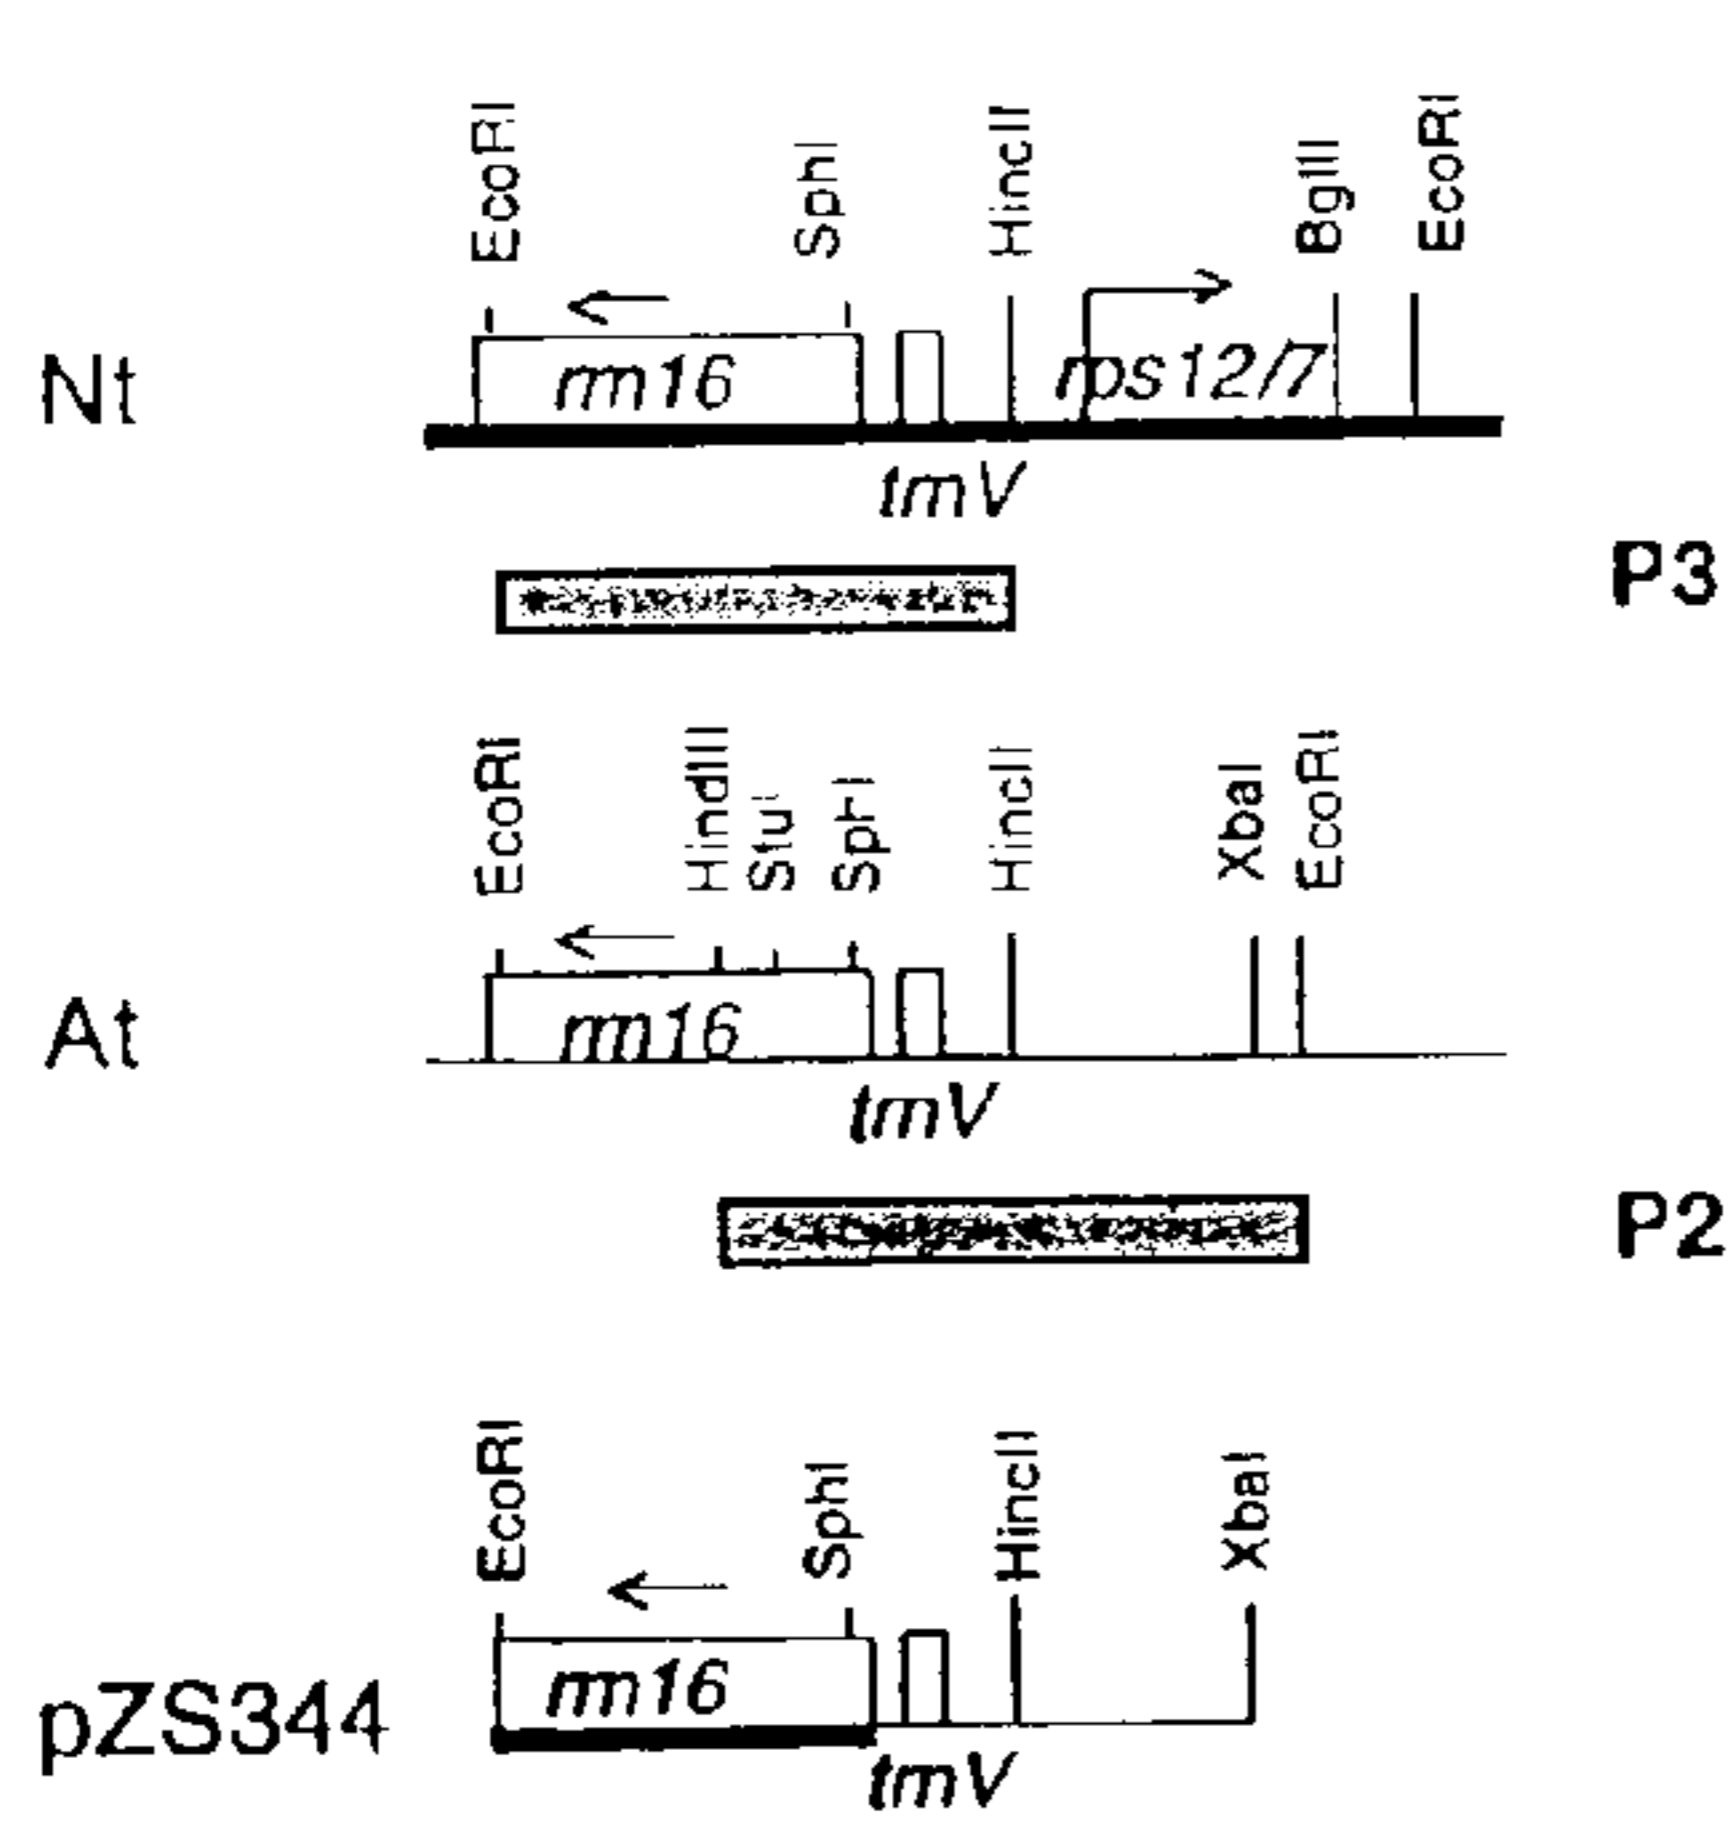 EcoRI SphI HincII BglII EcoRI
Nt rrn16 rps12/7
trnV
P3
EcoRI HindIII StuI SphI HincII XbaI EcoRI
At rrn16
trnV
P2
EcoRI SphI HincII XbaI
pZS344 rrn16
trnV